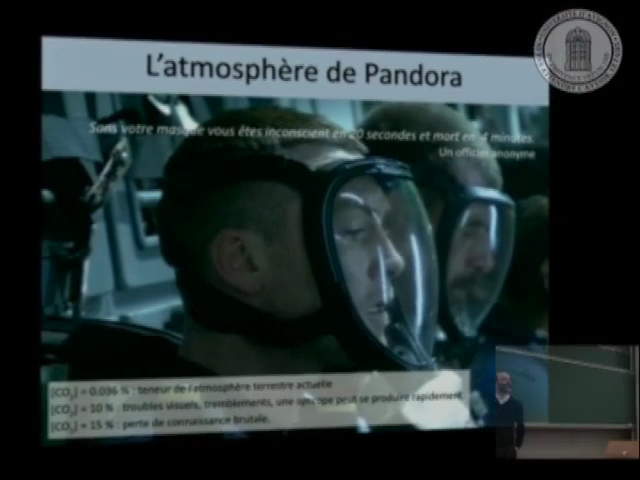 L'atmosphère de Pandora
Sans votre masque vous êtes inconscient en 20 secondes et mort en 4 minutes.
Un officier anonyme
[CO₂] = 0.036 % : teneur de l'atmosphère terrestre actuelle
[CO₂] = 10 % : troubles visuels, tremblements, une syncope peut se produire rapidement.
[CO₂] = 15 % : perte de connaissance brutale.